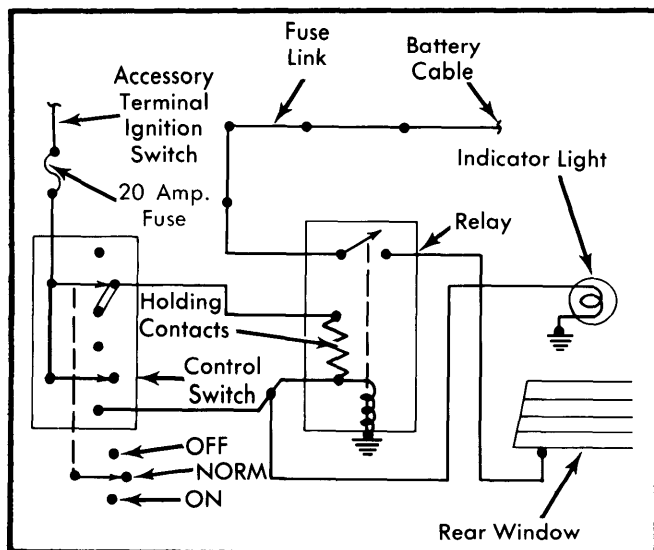 Fuse
Link
Battery
Cable
Accessory
Terminal
Ignition
Switch
20 Amp.
Fuse
Indicator Light
Relay
Holding
Contacts
Control
Switch
OFF
NORM
ON
Rear Window